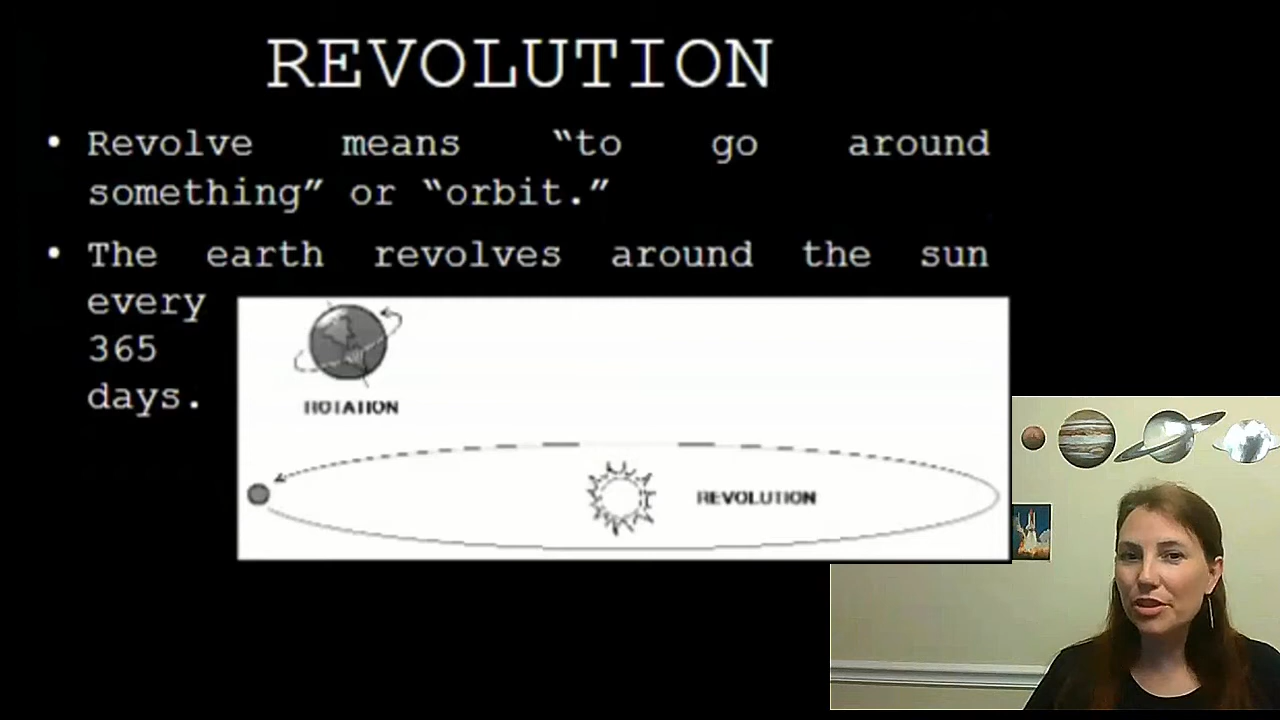 REVOLUTION
• Revolve means “to go around
something” or “orbit.”
• The earth revolves around the sun
every
365
days.
ROTATION
REVOLUTION